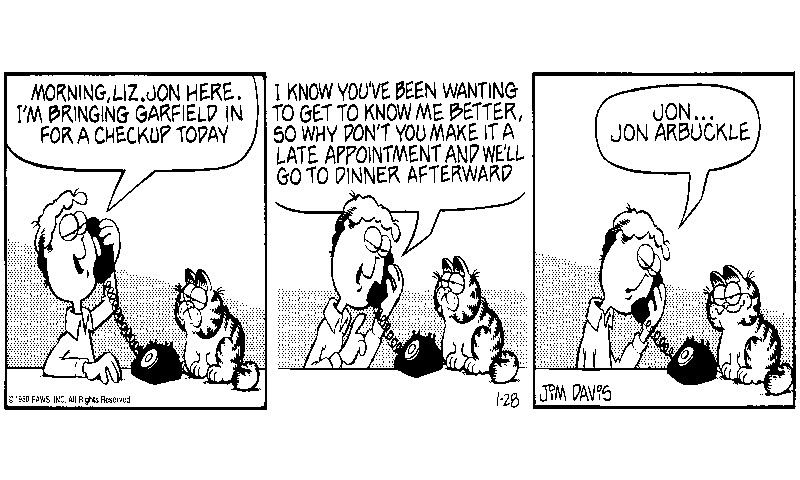 MORNING, LIZ. JON HERE.
I'M BRINGING GARFIELD IN
FOR A CHECKUP TODAY
I KNOW YOU'VE BEEN WANTING
TO GET TO KNOW ME BETTER,
SO WHY DON'T YOU MAKE IT A
LATE APPOINTMENT AND WE'LL
GO TO DINNER AFTERWARD
JON...
JON ARBUCKLE
© 1990 PAWS, INC. All Rights Reserved
1-28
JIM DAVIS